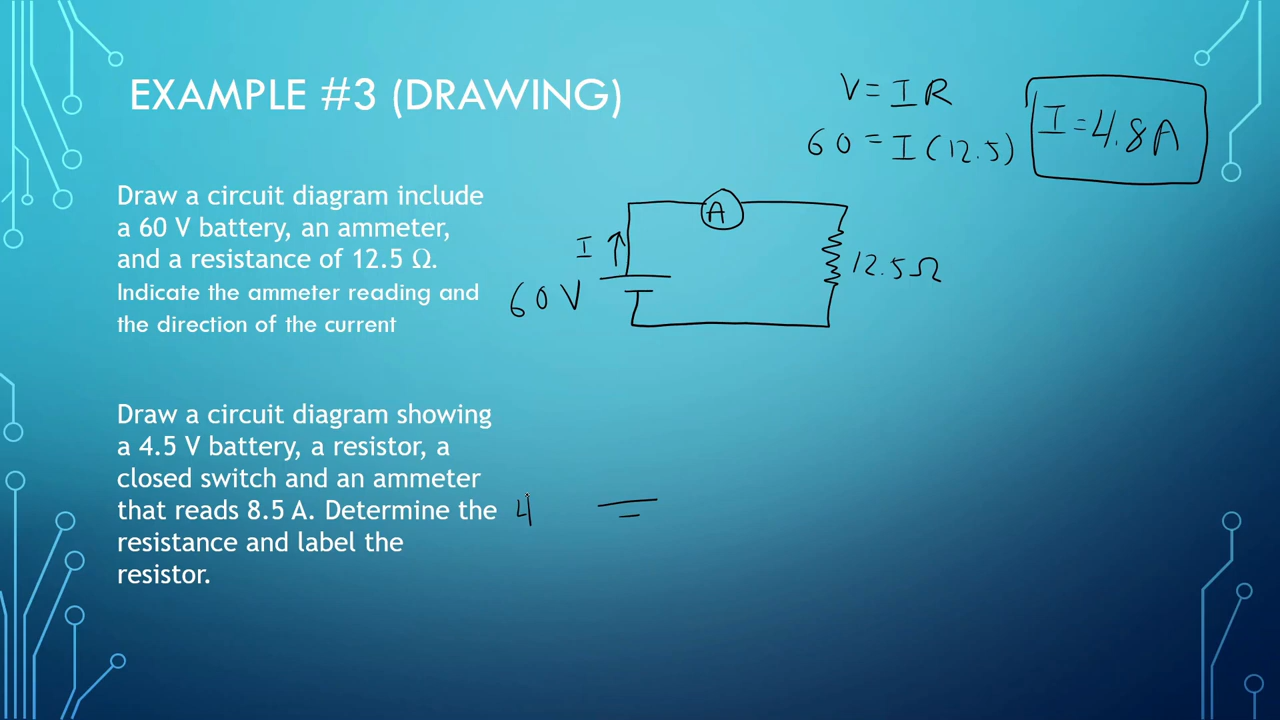 EXAMPLE #3 (DRAWING)
V = IR
60 = I (12.5)
I = 4.8A
Draw a circuit diagram include
a 60 V battery, an ammeter,
and a resistance of 12.5 Ω.
Indicate the ammeter reading and
the direction of the current
A
I
12.5Ω
60V
Draw a circuit diagram showing
a 4.5 V battery, a resistor, a
closed switch and an ammeter
that reads 8.5 A. Determine the
resistance and label the
resistor.
4